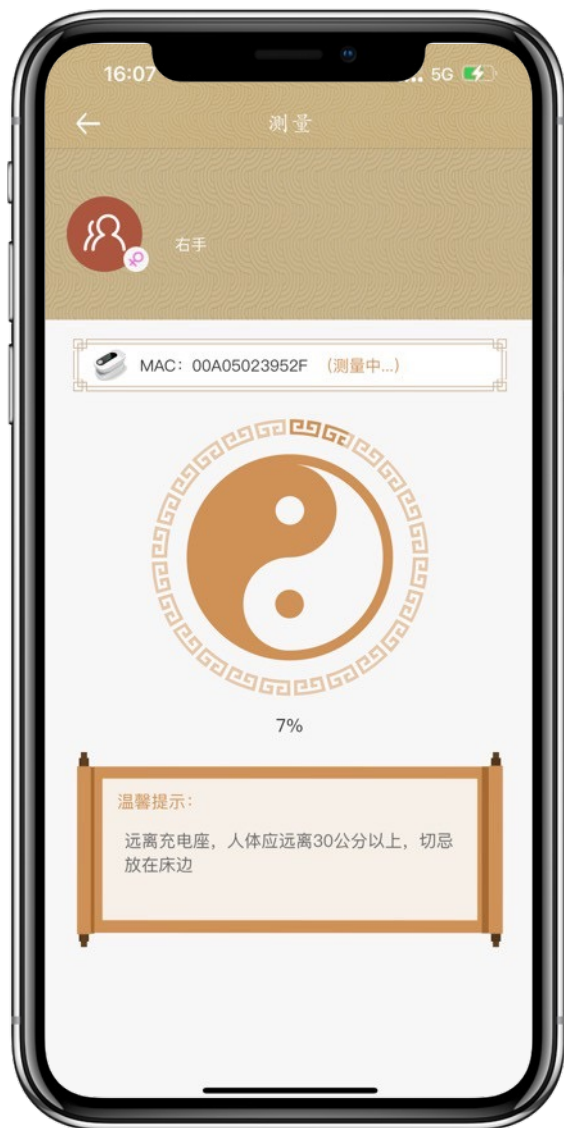 16:07
5G
测量
右手
MAC：00A05023952F （测量中...）
7%
温馨提示：
远离充电座，人体应远离30公分以上，切忌
放在床边